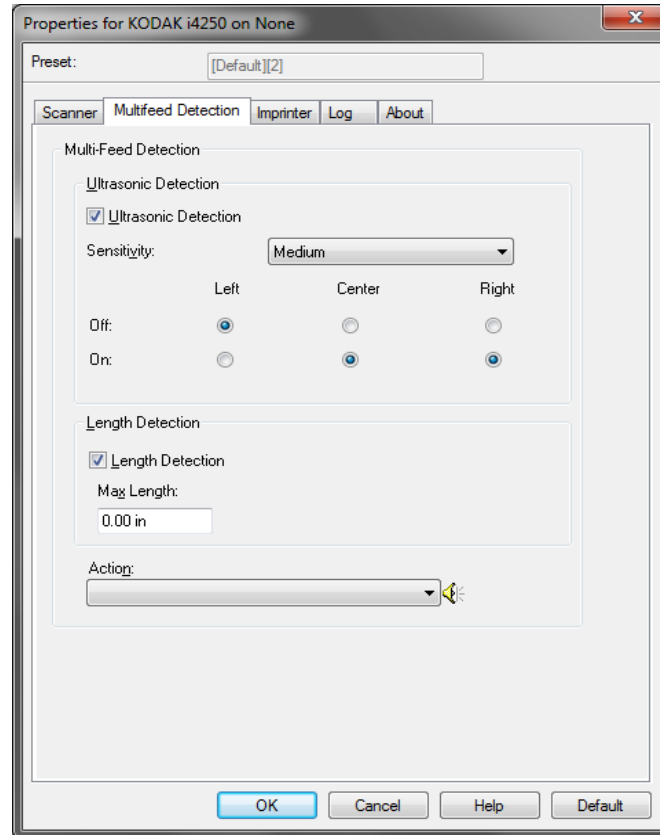 Properties for KODAK i4250 on None
Preset: [Default][2]
Scanner Multifeed Detection Imprinter Log About
Multi-Feed Detection
Ultrasonic Detection
Ultrasonic Detection
Sensitivity: Medium
Left Center Right
Off:
On:
Length Detection
Length Detection
Max Length:
0.00 in
Action:
OK Cancel Help Default